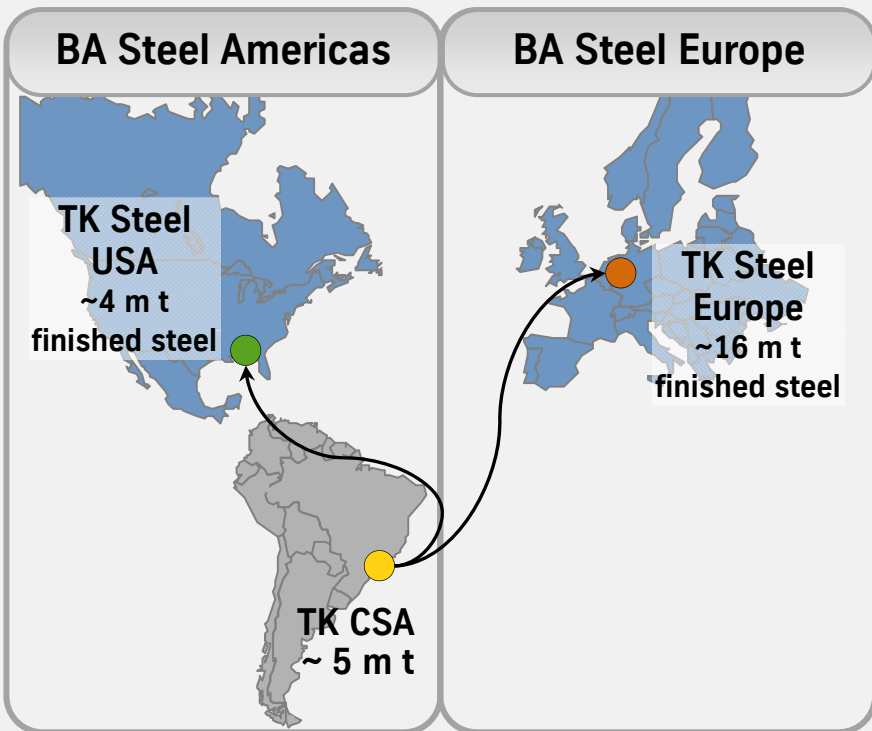 BA Steel Americas
BA Steel Europe
TK Steel
USA
~4 m t
finished steel
TK Steel
Europe
~16 m t
finished steel
TK CSA
~ 5 m t